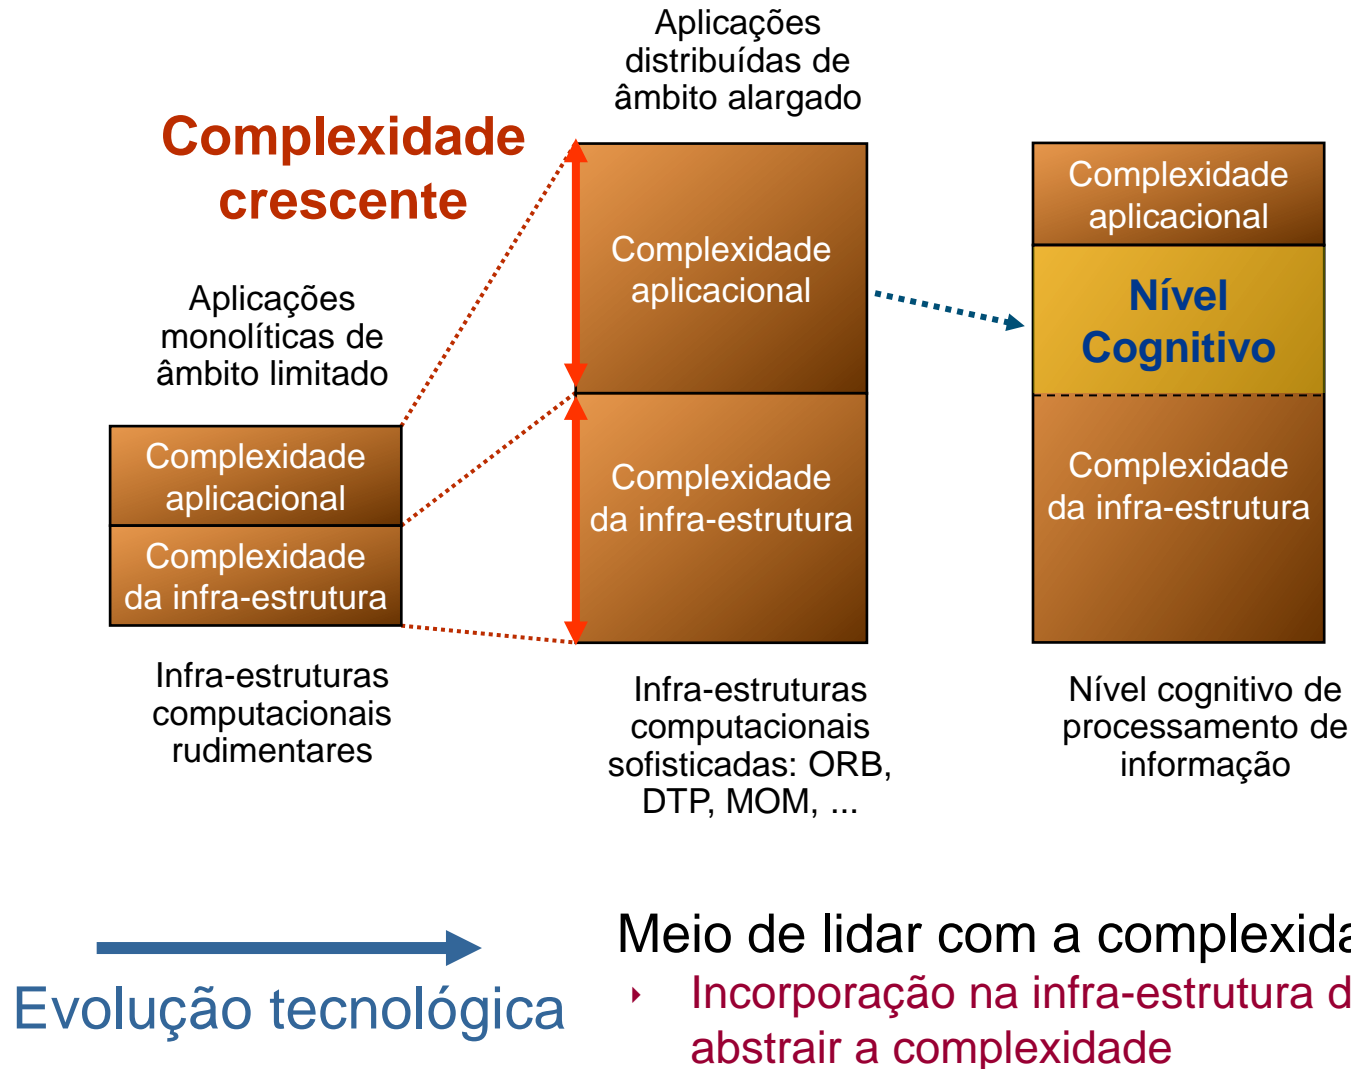 Aplicações
distribuídas de
âmbito alargado
Complexidade
crescente
Aplicações
monolíticas de
âmbito limitado
Complexidade
aplicacional
Complexidade
da infra-estrutura
Infra-estruturas
computacionais
rudimentares
Complexidade
aplicacional
Complexidade
da infra-estrutura
Infra-estruturas
computacionais
sofisticadas: ORB,
DTP, MOM, ...
Complexidade
aplicacional
Nível
Cognitivo
Complexidade
da infra-estrutura
Nível cognitivo de
processamento de
informação
Evolução tecnológica
Meio de lidar com a
‣ Incorporação na infra-estrutura
abstrair a complexidade